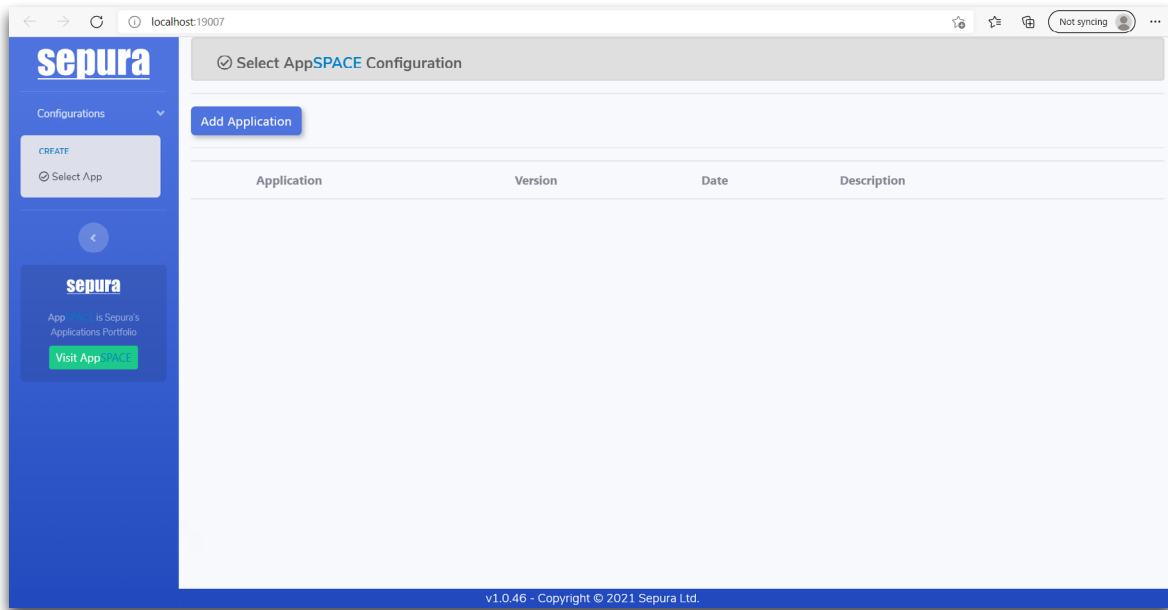 localhost:19007
Not syncing
sepura
Select AppSPACE Configuration
Configurations
Add Application
CREATE
Select App
Application Version Date Description
sepura
AppSPACE is Sepura's
Applications Portfolio
Visit AppSPACE
v1.0.46 - Copyright © 2021 Sepura Ltd.